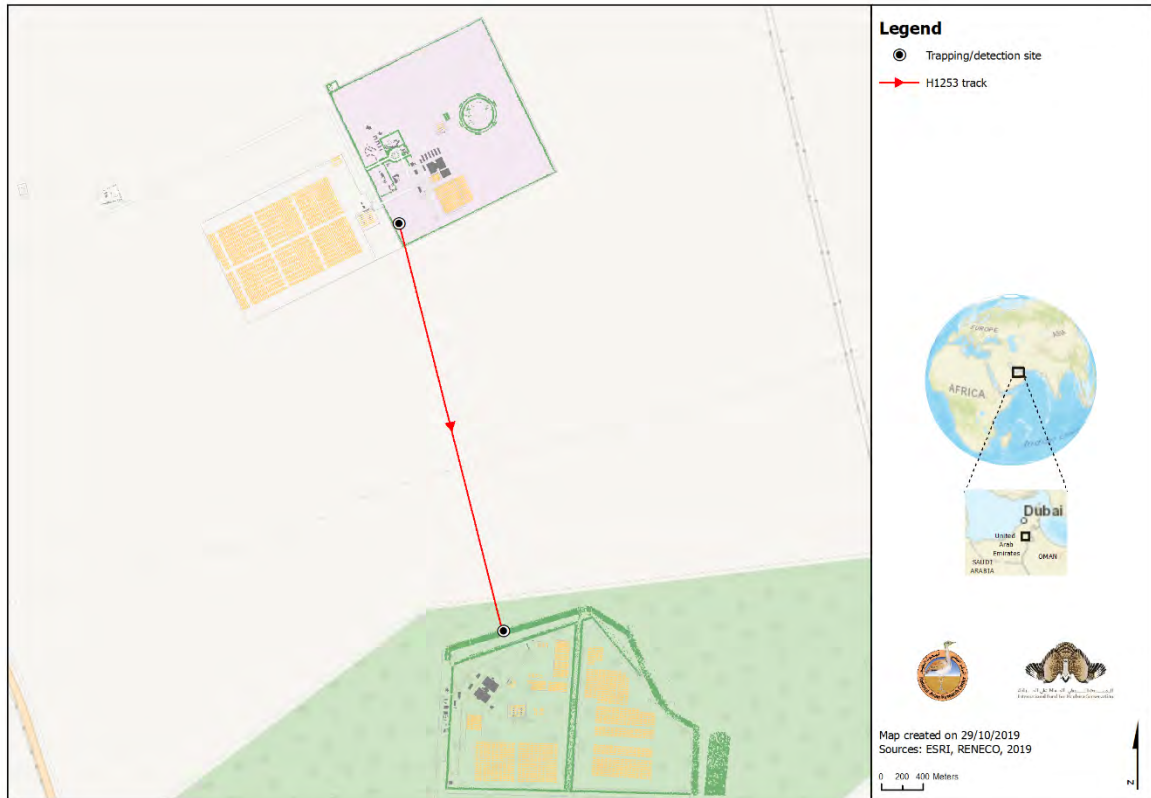 Legend
Trapping/detection site
H1253 track
EUROPE
ASIA
AFRICA
Dubai
United
Arab
Emirates
OMAN
SAUDI
ARABIA
Map created on 29/10/2019
Sources: ESRI, RENECO, 2019
0 200 400 Meters
N